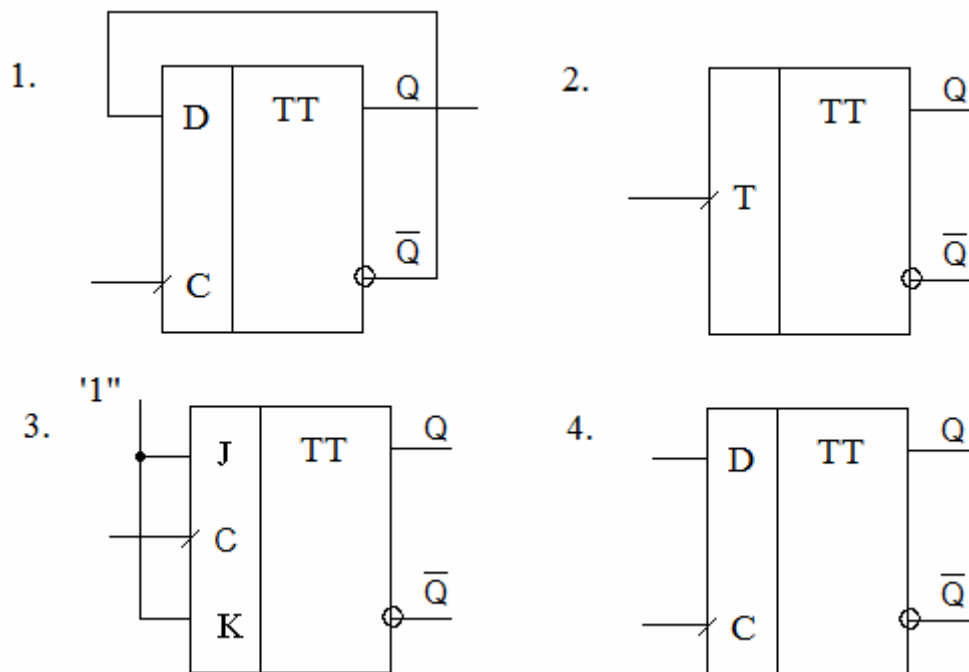 1.
D TT Q
C Q̅
2.
TT Q
T
Q̅
'1"
3.
J TT Q
C
K Q̅
4.
D TT Q
C Q̅